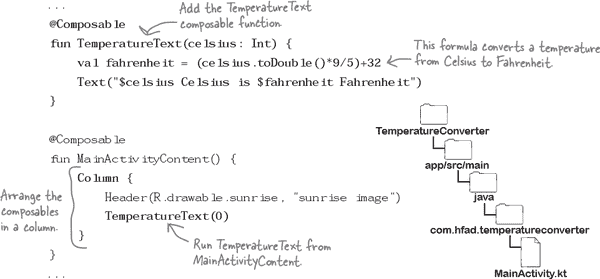 ...
Add the TemperatureText
composable function.
@Composable
fun TemperatureText(celsius: Int) {
val fahrenheit = (celsius.toDouble()*9/5)+32
Text("$celsius Celsius is $fahrenheit Fahrenheit")
}
This formula converts a temperature
from Celsius to Fahrenheit.
@Composable
fun MainActivityContent() {
Column {
Header(R.drawable.sunrise, "sunrise image")
TemperatureText(0)
}
}
...
Arrange the
composables
in a column.
Run TemperatureText from
MainActivityContent.
TemperatureConverter
app/src/main
java
com.hfad.temperatureconverter
MainActivity.kt